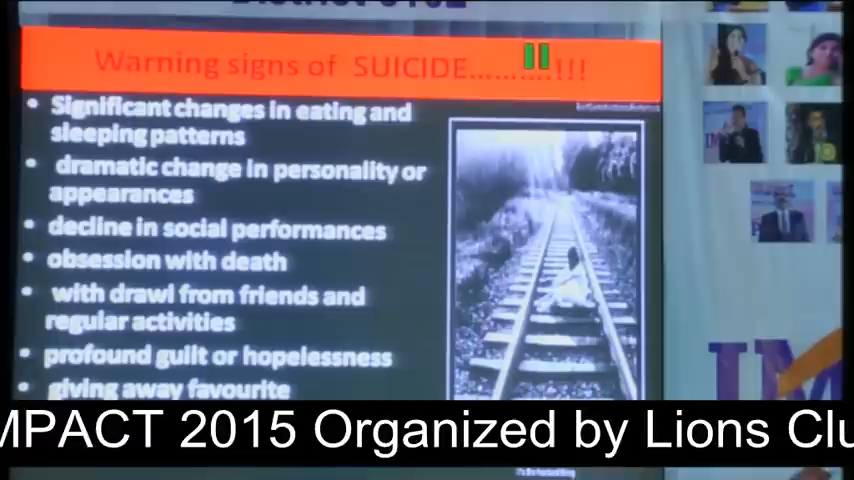 Warning signs of SUICIDE..........!!!
• Significant changes in eating and
sleeping patterns
• dramatic change in personality or
appearances
• decline in social performances
• obsession with death
• with drawl from friends and
regular activities
• profound guilt or hopelessness
• giving away favourite
IM
MPACT 2015 Organized by Lions Clu